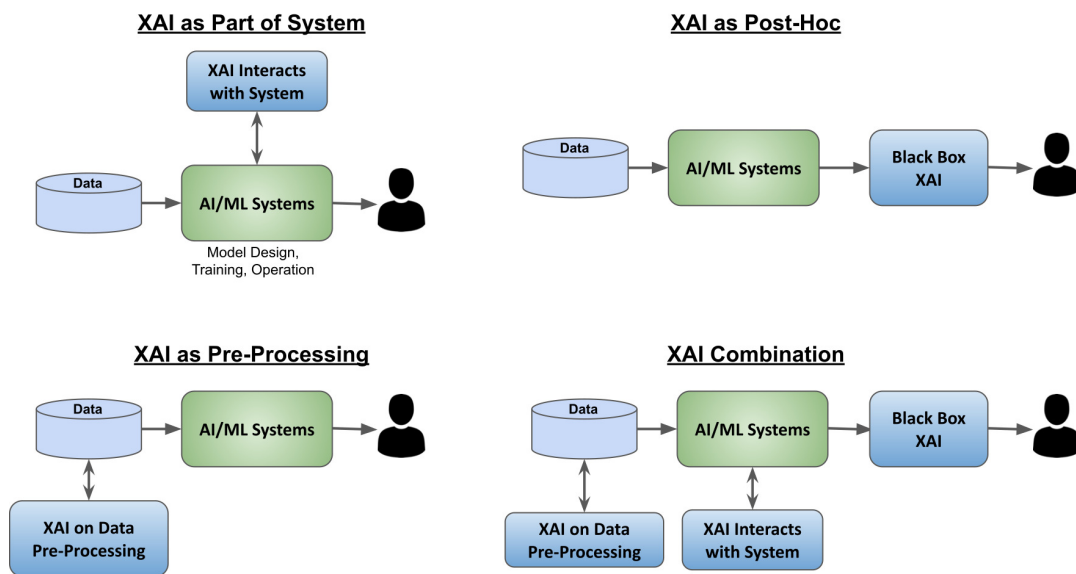 XAI as Part of System
XAI Interacts
with System
Data
AI/ML Systems
Model Design,
Training, Operation
XAI as Post-Hoc
Data
AI/ML Systems
Black Box
XAI
XAI as Pre-Processing
Data
AI/ML Systems
XAI on Data
Pre-Processing
XAI Combination
Data
AI/ML Systems
Black Box
XAI
XAI on Data
Pre-Processing
XAI Interacts
with System